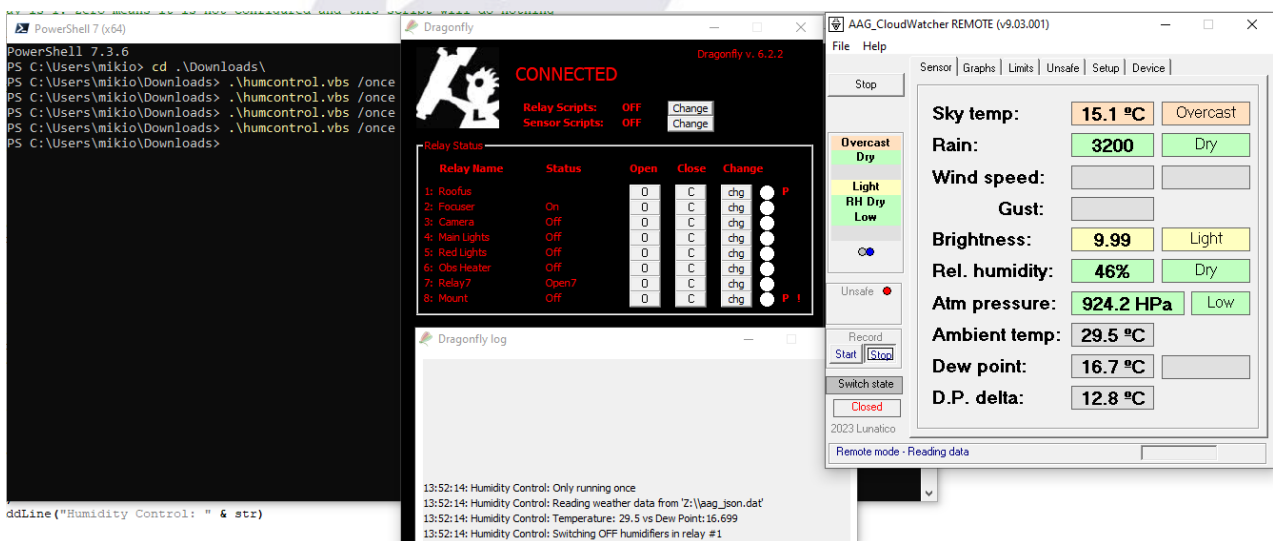 PowerShell 7 (x64)
PowerShell 7.3.6
PS C:\Users\mikio> cd .\Downloads\
PS C:\Users\mikio\Downloads> .\humcontrol.vbs /once
PS C:\Users\mikio\Downloads> .\humcontrol.vbs /once
PS C:\Users\mikio\Downloads> .\humcontrol.vbs /once
PS C:\Users\mikio\Downloads> .\humcontrol.vbs /once
PS C:\Users\mikio\Downloads>
ddLine("Humidity Control: " & str)
Dragonfly
Dragonfly v. 6.2.2
CONNECTED
Relay Scripts: OFF Change
Sensor Scripts: OFF Change
Relay Status
Relay Name Status Open Close Change
1: Roofus O C chg P
2: Focuser On O C chg
3: Camera Off O C chg
4: Main Lights Off O C chg
5: Red Lights Off O C chg
6: Obs Heater Off O C chg
7: Relay7 Open7 O C chg
8: Mount Off O C chg P !
Dragonfly log
13:52:14: Humidity Control: Only running once
13:52:14: Humidity Control: Reading weather data from 'Z:\\aag_json.dat'
13:52:14: Humidity Control: Temperature: 29.5 vs Dew Point:16.699
13:52:14: Humidity Control: Switching OFF humidifiers in relay #1
AAG_CloudWatcher REMOTE (v9.03.001)
File Help
Stop
Overcast
Dry
Light
RH Dry
Low
Unsafe
Record
Start Stop
Switch state
Closed
2023 Lunatico
Sensor Graphs Limits Unsafe Setup Device
Sky temp: 15.1 ºC Overcast
Rain: 3200 Dry
Wind speed:
Gust:
Brightness: 9.99 Light
Rel. humidity: 46% Dry
Atm pressure: 924.2 HPa Low
Ambient temp: 29.5 ºC
Dew point: 16.7 ºC
D.P. delta: 12.8 ºC
Remote mode - Reading data